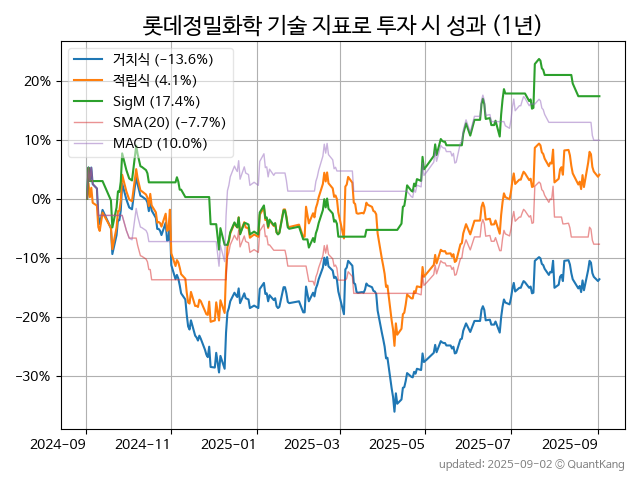 롯데정밀화학 기술 지표로 투자 시 성과 (1년)
거치식 (−13.6%)
적립식 (4.1%)
SigM (17.4%)
SMA(20) (−7.7%)
MACD (10.0%)
20%
10%
0%
−10%
−20%
−30%
2024-09 2024-11 2025-01 2025-03 2025-05 2025-07 2025-09
updated: 2025-09-02 © QuantKang